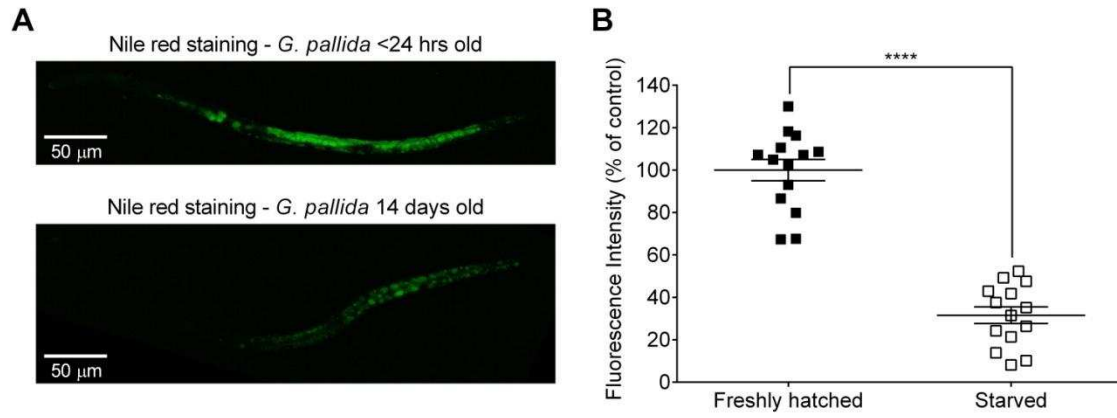 A
Nile red staining - G. pallida <24 hrs old
50 μm
Nile red staining - G. pallida 14 days old
50 μm
B
****
Fluorescence Intensity (% of control)
140
120
100
80
60
40
20
0
Freshly hatched Starved